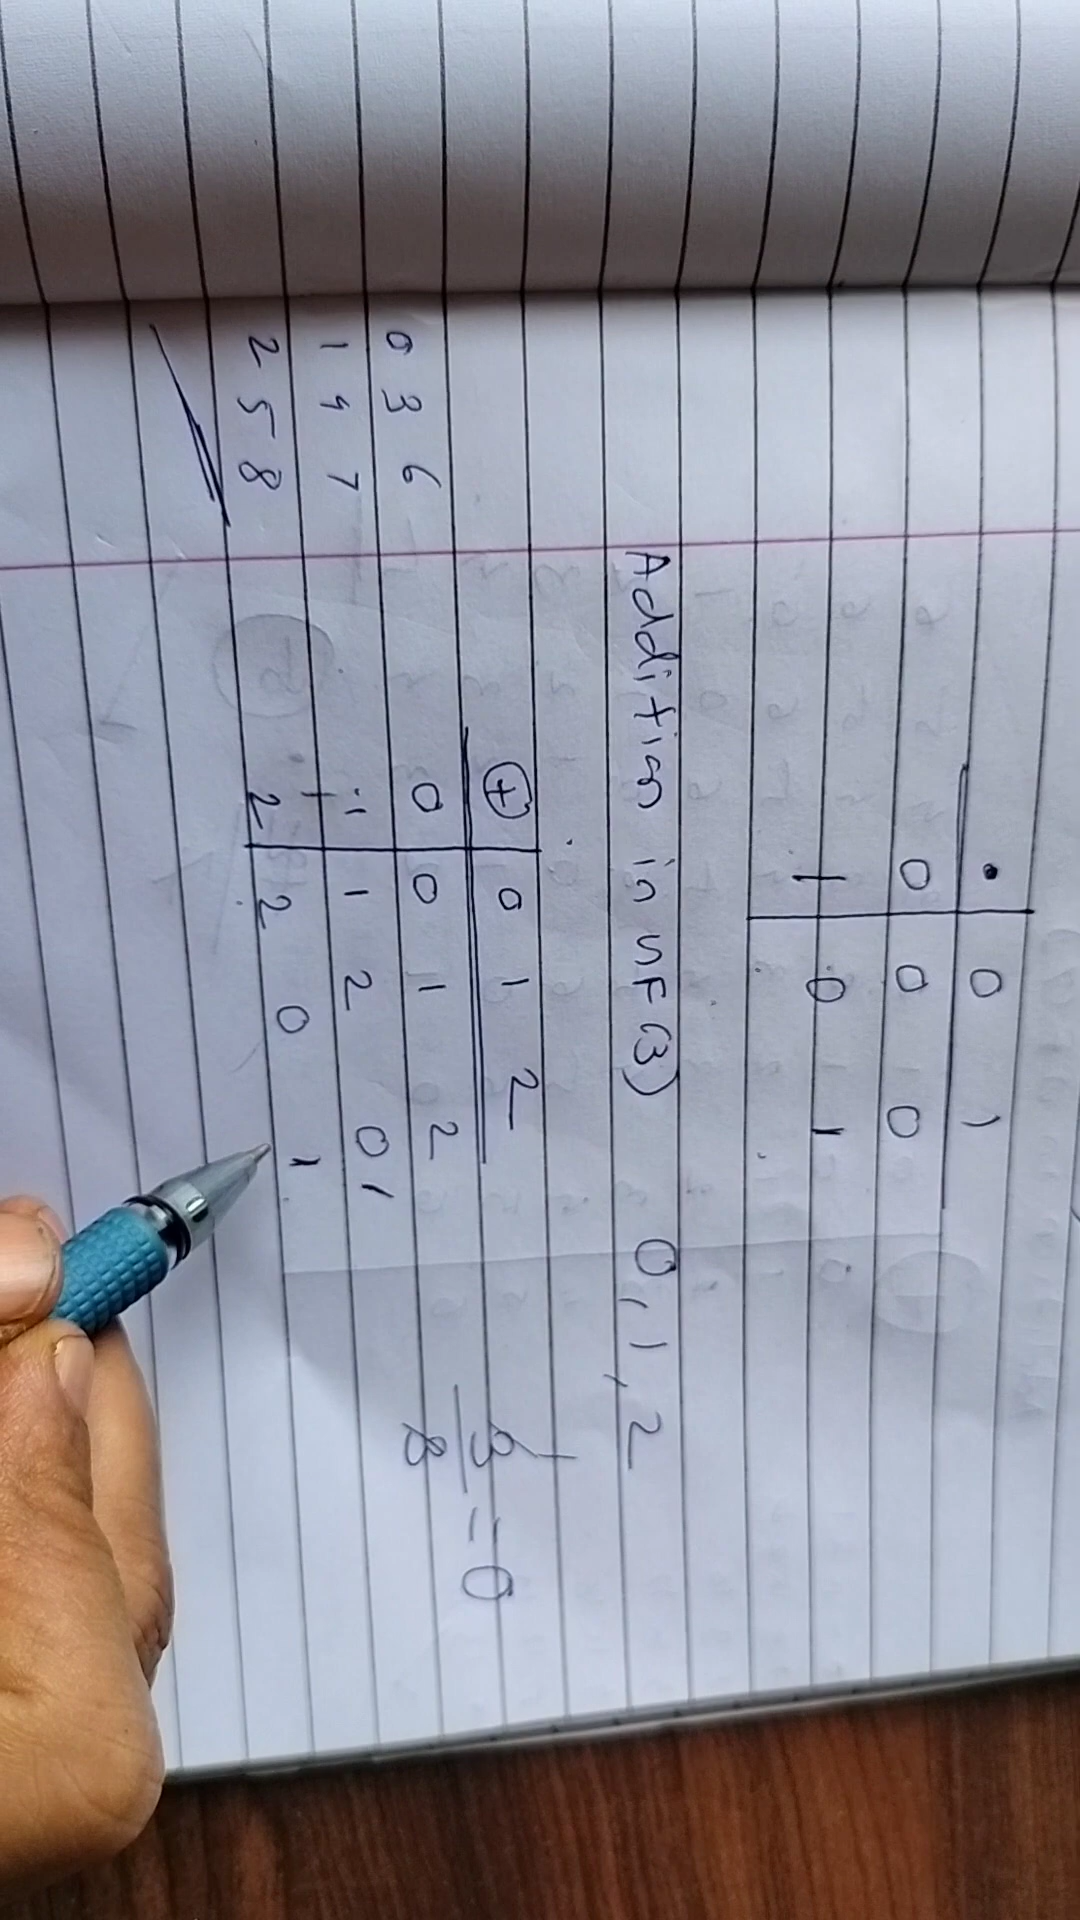 . 0 1
0 0 0
1 0 1
Addition in GF(3) 0, 1, 2
+ 0 1 2
0 0 1 2
1 1 2 0
2 2 0 1
0 3 6
1 4 7
2 5 8
= 0